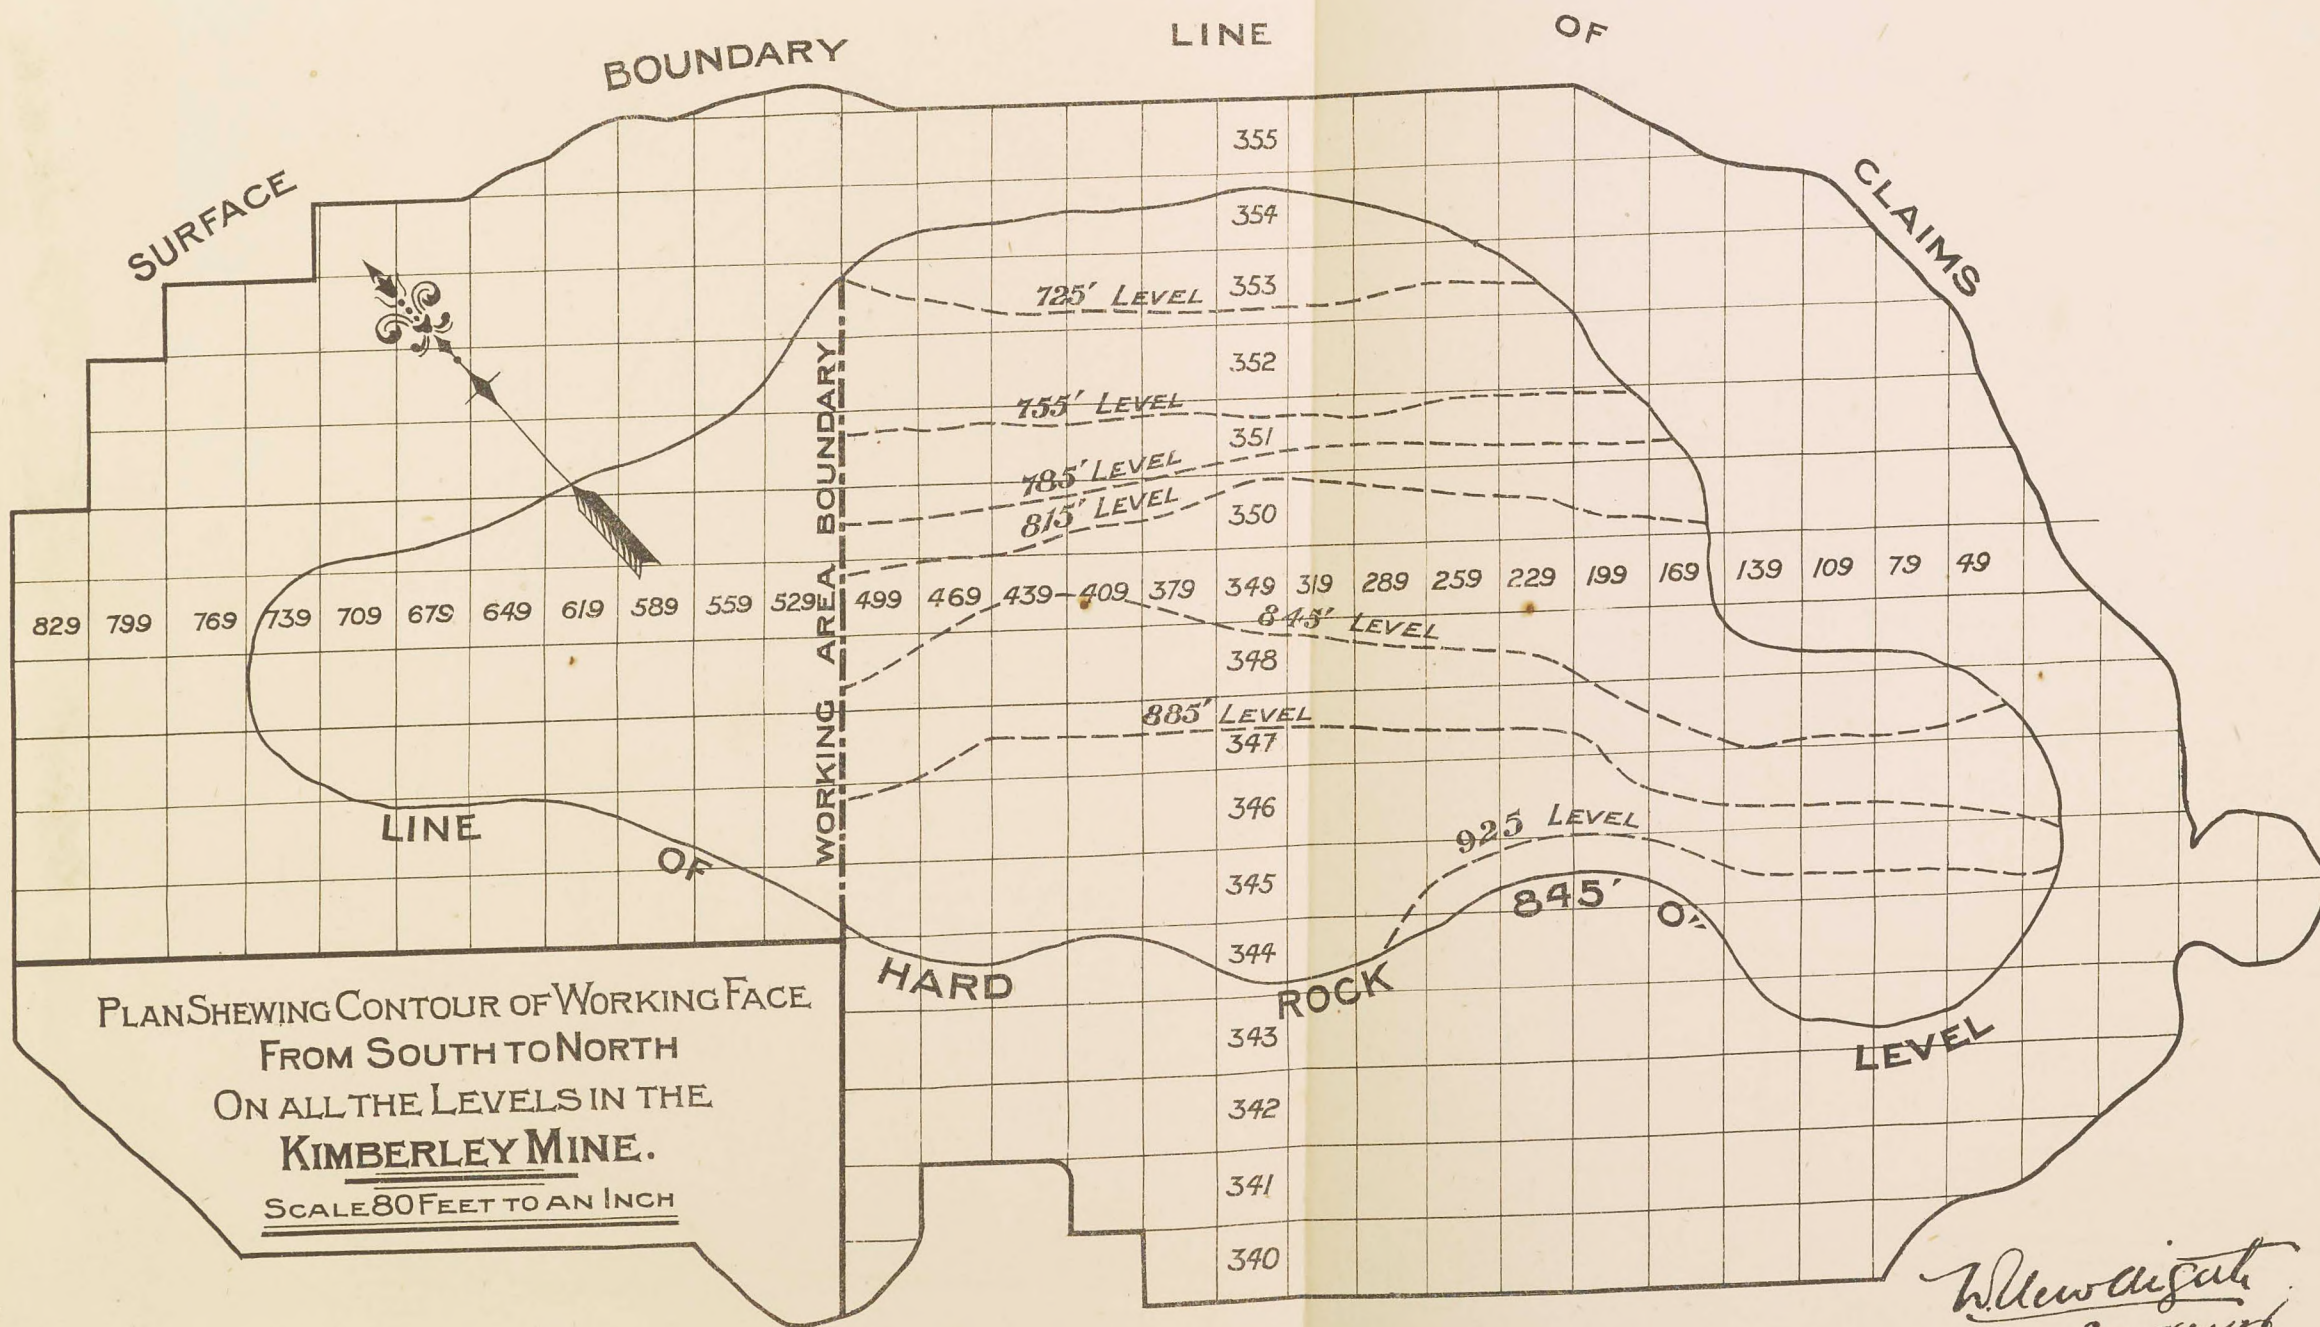 SURFACE BOUNDARY LINE OF CLAIMS
355
354
725' LEVEL 353
352
755' LEVEL
351
785' LEVEL
815' LEVEL 350
829 799 769 739 709 679 649 619 589 559 529 499 469 439 409 379 349 319 289 259 229 199 169 139 109 79 49
845' LEVEL
348
885' LEVEL
347
WORKING AREA BOUNDARY
346
925 LEVEL
345
344
LINE OF HARD ROCK 845' LEVEL
343
342
341
340
PLAN SHEWING CONTOUR OF WORKING FACE
FROM SOUTH TO NORTH
ON ALL THE LEVELS IN THE
KIMBERLEY MINE.
SCALE 80 FEET TO AN INCH